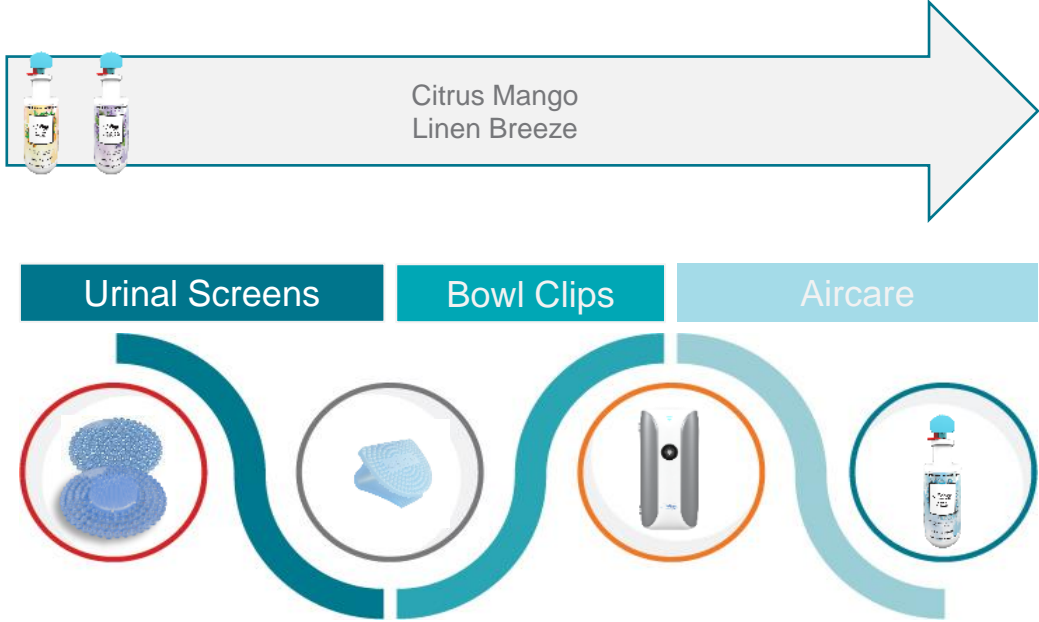 Citrus Mango
Linen Breeze
Urinal Screens
Bowl Clips
Aircare